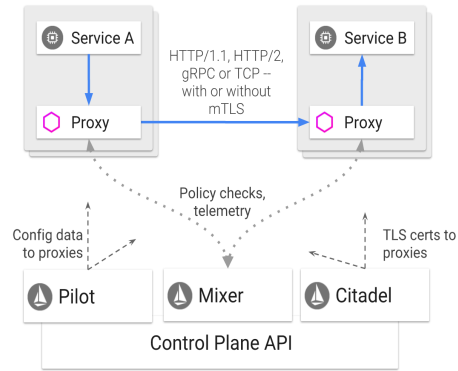 Service A
Service B
HTTP/1.1, HTTP/2,
gRPC or TCP --
with or without
mTLS
Proxy
Proxy
Policy checks,
telemetry
Config data
to proxies
TLS certs to
proxies
Pilot
Mixer
Citadel
Control Plane API